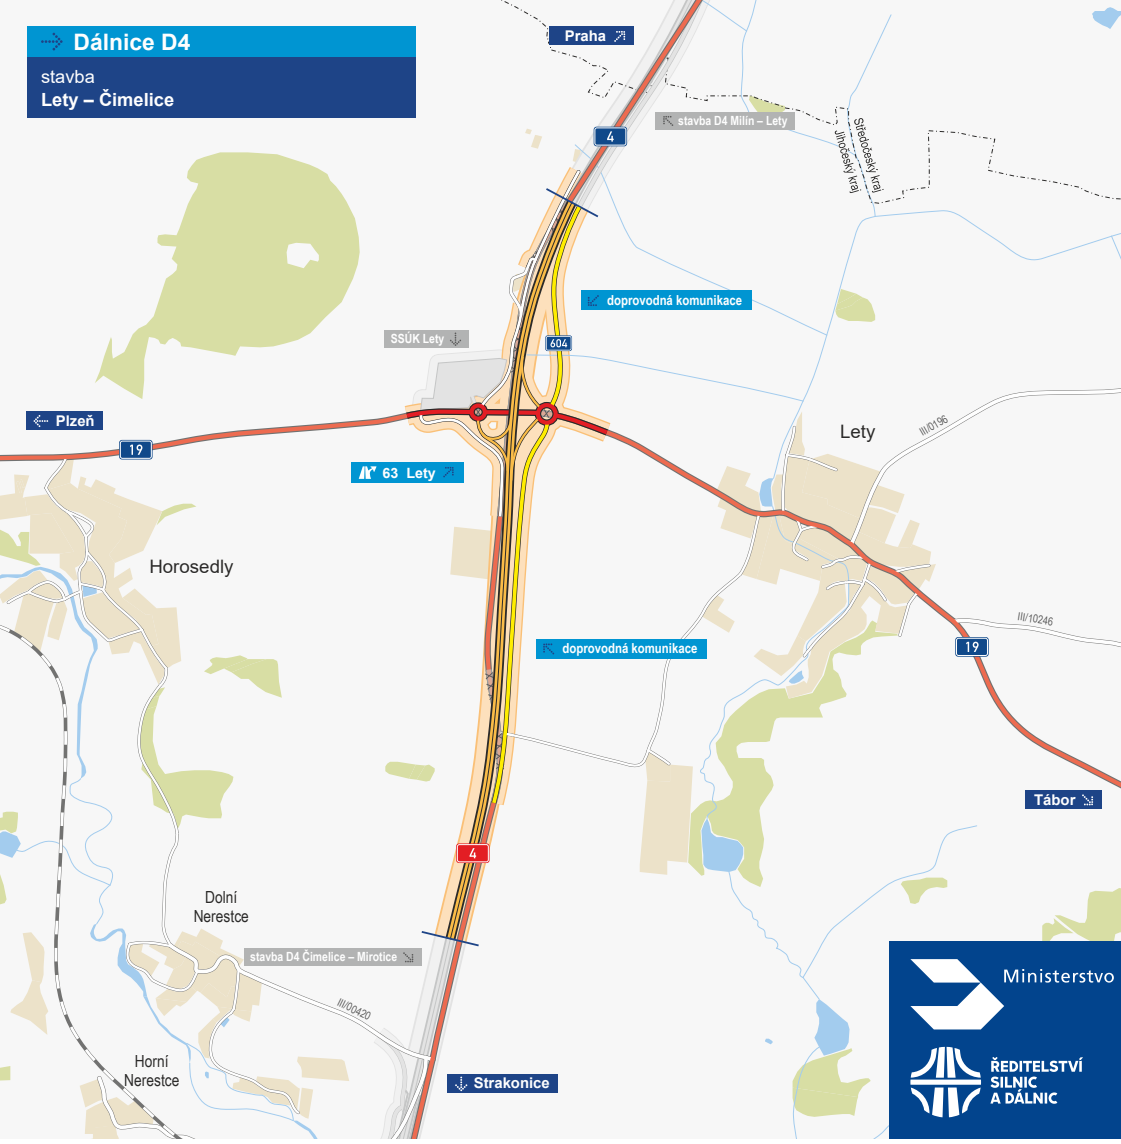 Dálnice D4
stavba
Lety – Čimelice
Praha
stavba D4 Milín – Lety
4
Středočeský kraj
Jihočeský kraj
doprovodná komunikace
SSÚK Lety
604
Plzeň
19
63 Lety
Lety
III/0196
Horosedly
III/10246
doprovodná komunikace
19
Tábor
4
Dolní
Nerestce
stavba D4 Čimelice – Mirotice
III/00420
Horní
Nerestce
Strakonice
Ministerstvo
ŘEDITELSTVÍ
SILNIC
A DÁLNIC